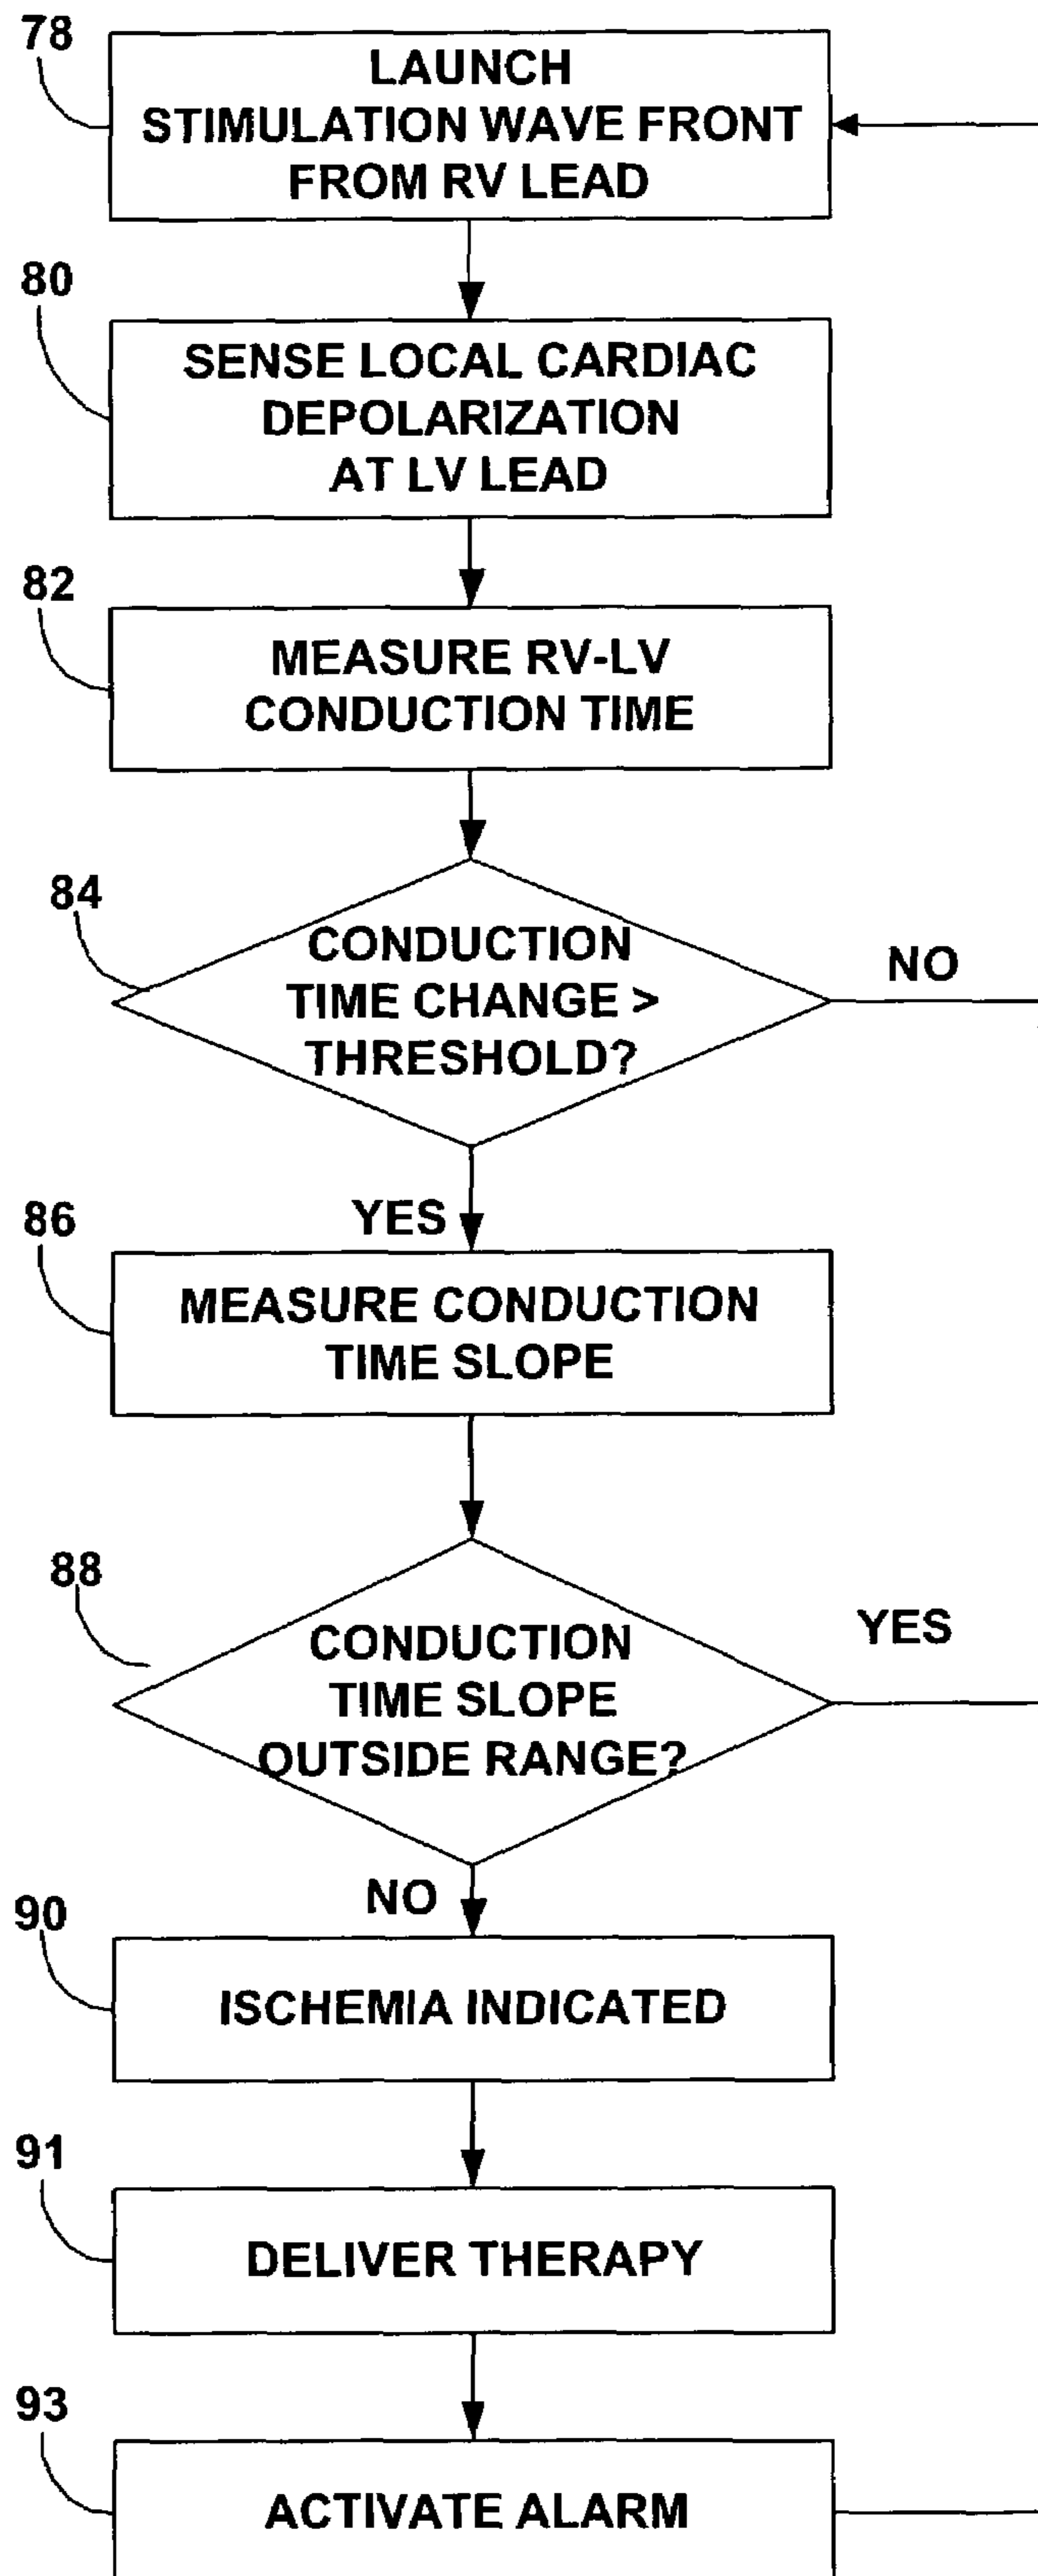 78
LAUNCH
STIMULATION WAVE FRONT
FROM RV LEAD
80
SENSE LOCAL CARDIAC
DEPOLARIZATION
AT LV LEAD
82
MEASURE RV-LV
CONDUCTION TIME
84
CONDUCTION
TIME CHANGE >
THRESHOLD?
NO
YES
86
MEASURE CONDUCTION
TIME SLOPE
88
CONDUCTION
TIME SLOPE
OUTSIDE RANGE?
YES
NO
90
ISCHEMIA INDICATED
91
DELIVER THERAPY
93
ACTIVATE ALARM